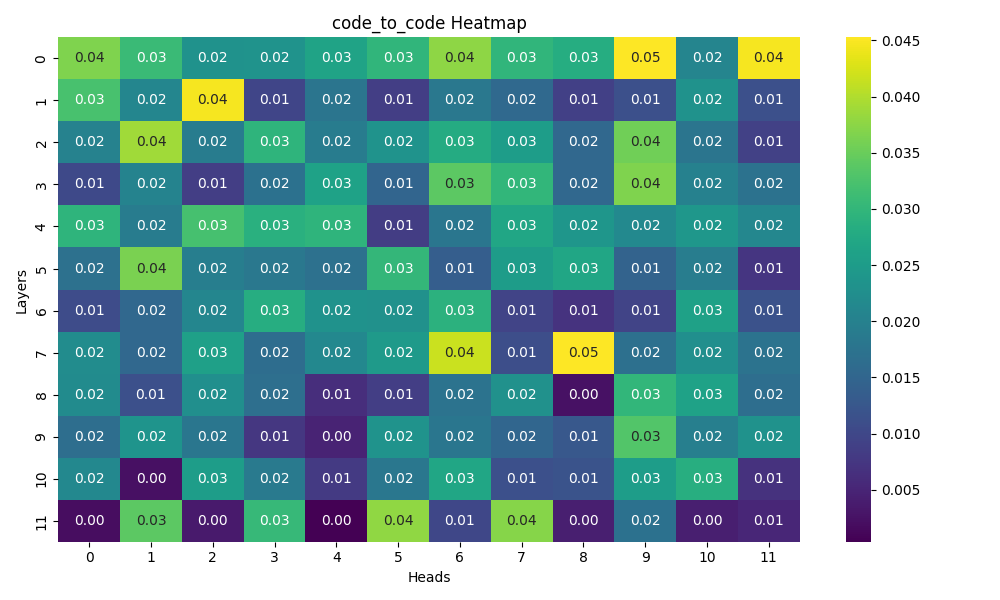 code_to_code Heatmap
0 0.04 0.03 0.02 0.02 0.03 0.03 0.04 0.03 0.03 0.05 0.02 0.04
1 0.03 0.02 0.04 0.01 0.02 0.01 0.02 0.02 0.01 0.01 0.02 0.01
2 0.02 0.04 0.02 0.03 0.02 0.02 0.03 0.03 0.02 0.04 0.02 0.01
3 0.01 0.02 0.01 0.02 0.03 0.01 0.03 0.03 0.02 0.04 0.02 0.02
4 0.03 0.02 0.03 0.03 0.03 0.01 0.02 0.03 0.02 0.02 0.02 0.02
5 0.02 0.04 0.02 0.02 0.02 0.03 0.01 0.03 0.03 0.01 0.02 0.01
6 0.01 0.02 0.02 0.03 0.02 0.02 0.03 0.01 0.01 0.01 0.03 0.01
7 0.02 0.02 0.03 0.02 0.02 0.02 0.04 0.01 0.05 0.02 0.02 0.02
8 0.02 0.01 0.02 0.02 0.01 0.01 0.02 0.02 0.00 0.03 0.03 0.02
9 0.02 0.02 0.02 0.01 0.00 0.02 0.02 0.02 0.01 0.03 0.02 0.02
10 0.02 0.00 0.03 0.02 0.01 0.02 0.03 0.01 0.01 0.03 0.03 0.01
11 0.00 0.03 0.00 0.03 0.00 0.04 0.01 0.04 0.00 0.02 0.00 0.01
0 1 2 3 4 5 6 7 8 9 10 11
Heads
Layers
0.045
0.040
0.035
0.030
0.025
0.020
0.015
0.010
0.005